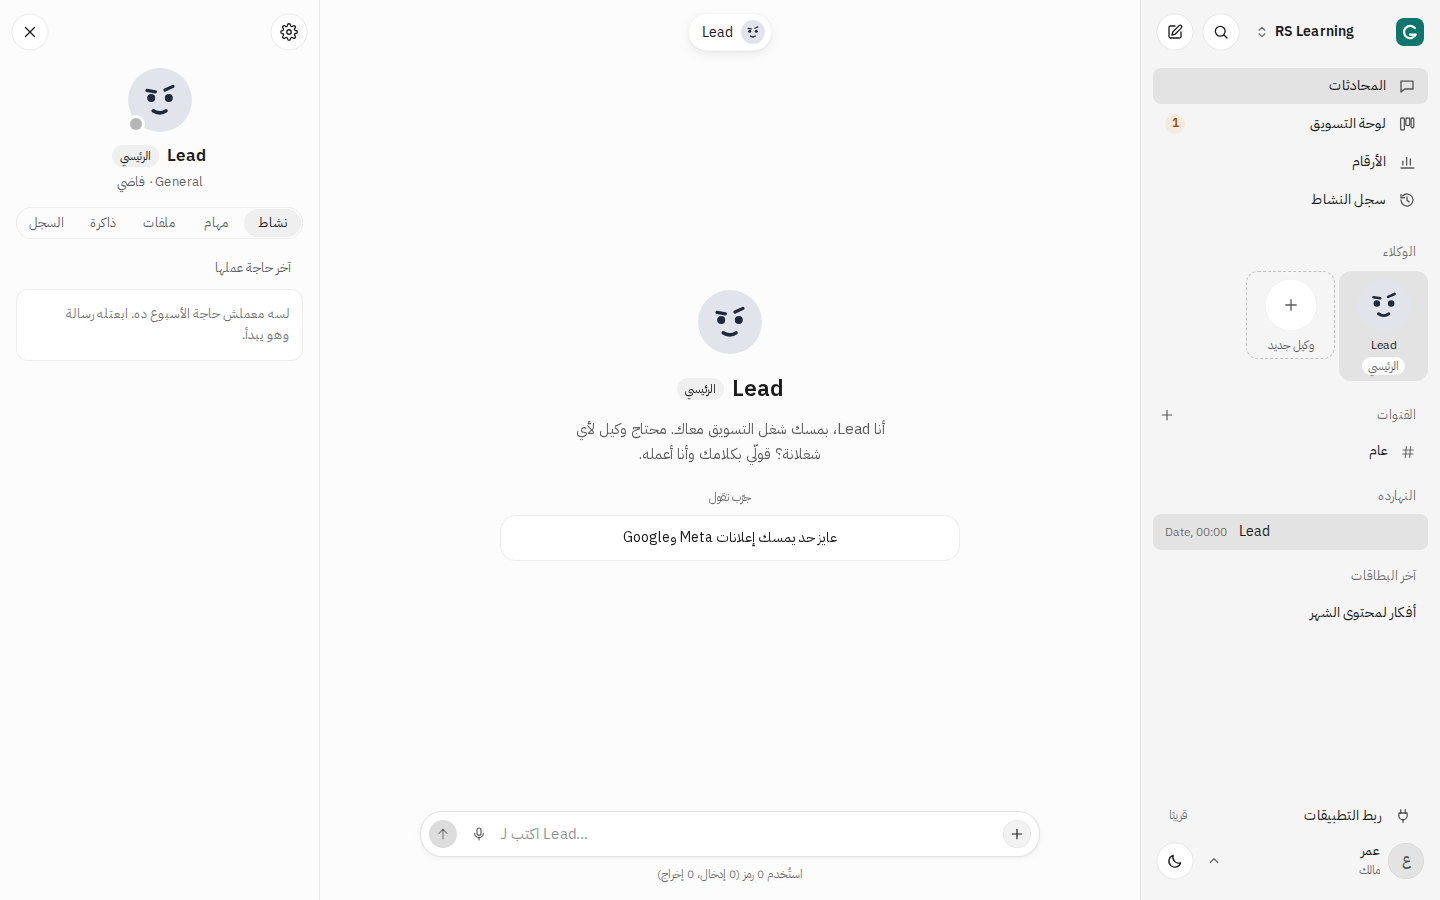 RS Learning
المحادثات
لوحة التسويق
1
الأرقام
سجل النشاط
الوكلاء
Lead
الرئيسي
وكيل جديد
القنوات
عام
النهارده
Lead
Date, 00:00
آخر البطاقات
أفكار لمحتوى الشهر
ربط التطبيقات
قريبًا
ع
عمر
مالك
Lead
Lead الرئيسي
أنا Lead، بمسك شغل التسويق معاك. محتاج وكيل لأي
شغلانة؟ قولّي بكلامك وأنا أعمله.
جرّب تقول
عايز حد يمسك إعلانات Meta وGoogle
اكتب لـ Lead...
استُخدم 0 رمز (0 إدخال، 0 إخراج)
Lead الرئيسي
General · فاضي
نشاط
مهام
ملفات
ذاكرة
السجل
آخر حاجة عملها
لسه معملش حاجة الأسبوع ده. ابعتله رسالة
وهو يبدأ.